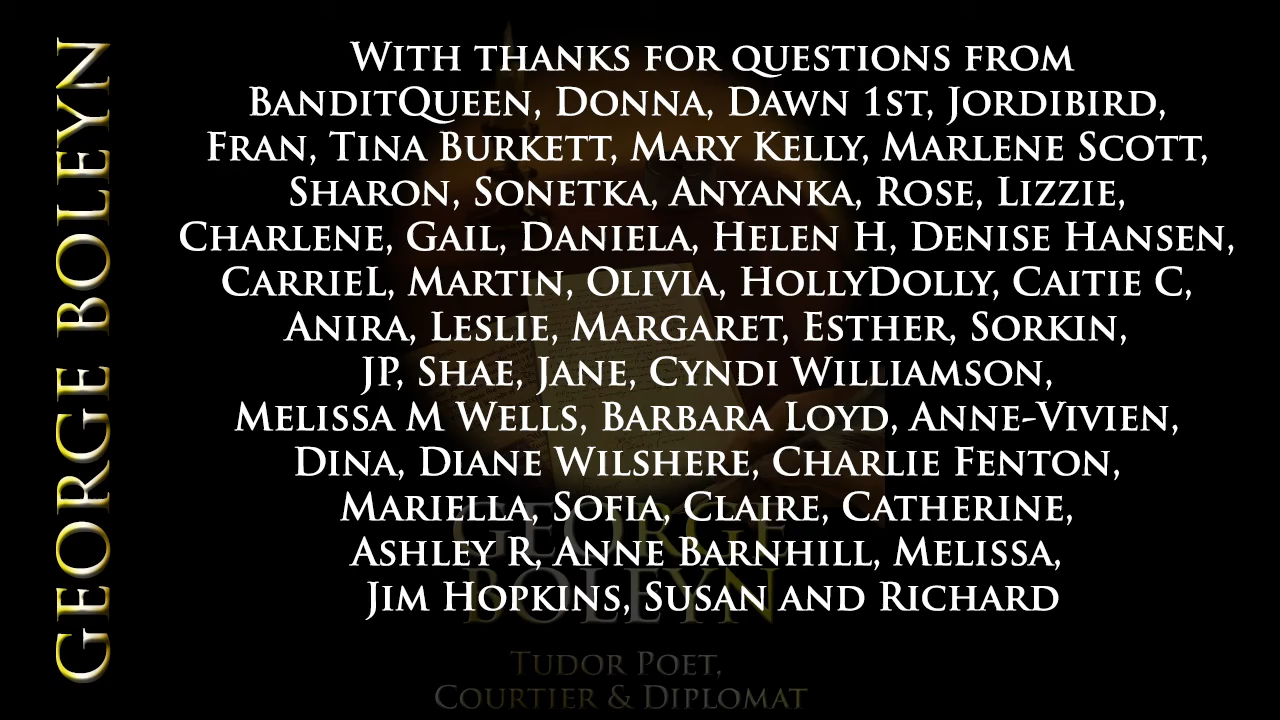 GEORGE BOLEYN
WITH THANKS FOR QUESTIONS FROM
BANDITQUEEN, DONNA, DAWN 1ST, JORDIBIRD,
FRAN, TINA BURKETT, MARY KELLY, MARLENE SCOTT,
SHARON, SONETKA, ANYANKA, ROSE, LIZZIE,
CHARLENE, GAIL, DANIELA, HELEN H, DENISE HANSEN,
CARRIEL, MARTIN, OLIVIA, HOLLYDOLLY, CAITIE C,
ANIRA, LESLIE, MARGARET, ESTHER, SORKIN,
JP, SHAE, JANE, CYNDI WILLIAMSON,
MELISSA M WELLS, BARBARA LOYD, ANNE-VIVIEN,
DINA, DIANE WILSHERE, CHARLIE FENTON,
MARIELLA, SOFIA, CLAIRE, CATHERINE,
ASHLEY R, ANNE BARNHILL, MELISSA,
JIM HOPKINS, SUSAN AND RICHARD
GEORGE
BOLEYN
TUDOR POET,
COURTIER & DIPLOMAT